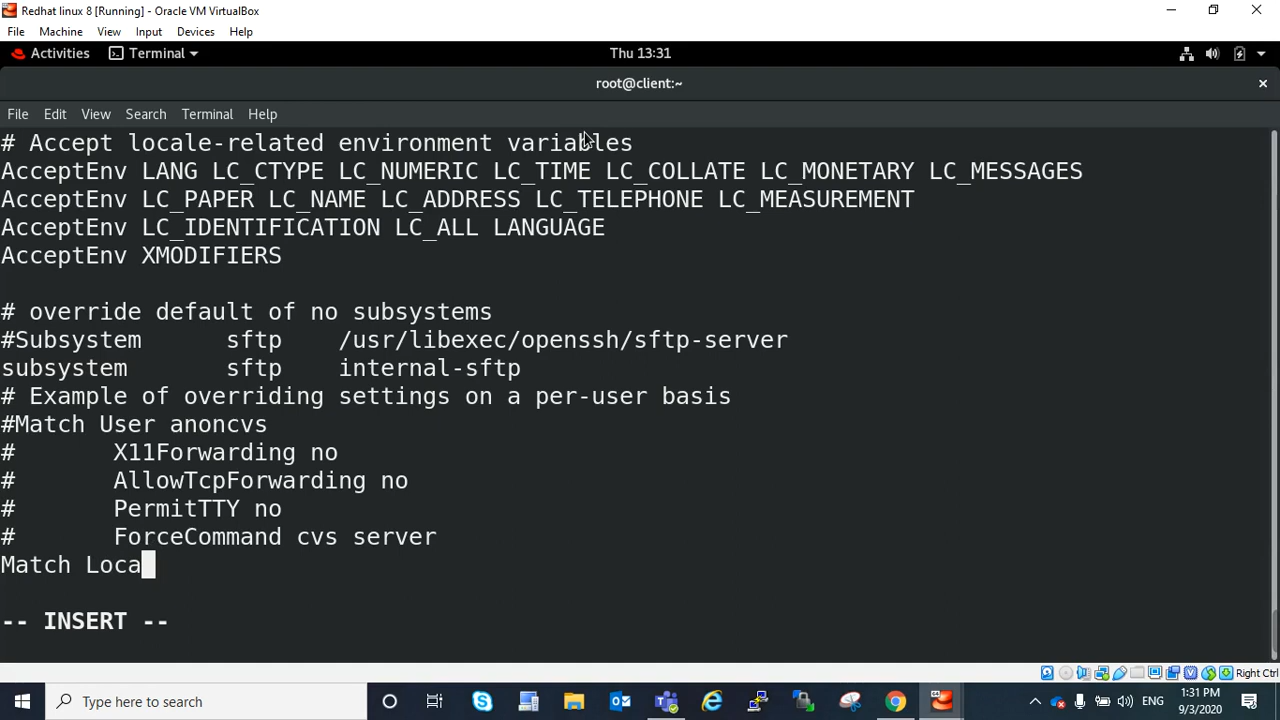 Redhat linux 8 [Running] - Oracle VM VirtualBox
File Machine View Input Devices Help
Activities Terminal Thu 13:31
root@client:~
File Edit View Search Terminal Help
# Accept locale-related environment variables
AcceptEnv LANG LC_CTYPE LC_NUMERIC LC_TIME LC_COLLATE LC_MONETARY LC_MESSAGES
AcceptEnv LC_PAPER LC_NAME LC_ADDRESS LC_TELEPHONE LC_MEASUREMENT
AcceptEnv LC_IDENTIFICATION LC_ALL LANGUAGE
AcceptEnv XMODIFIERS
# override default of no subsystems
#Subsystem sftp /usr/libexec/openssh/sftp-server
subsystem sftp internal-sftp
# Example of overriding settings on a per-user basis
#Match User anoncvs
# X11Forwarding no
# AllowTcpForwarding no
# PermitTTY no
# ForceCommand cvs server
Match Loca
-- INSERT --
Right Ctrl
Type here to search
ENG
1:31 PM
9/3/2020